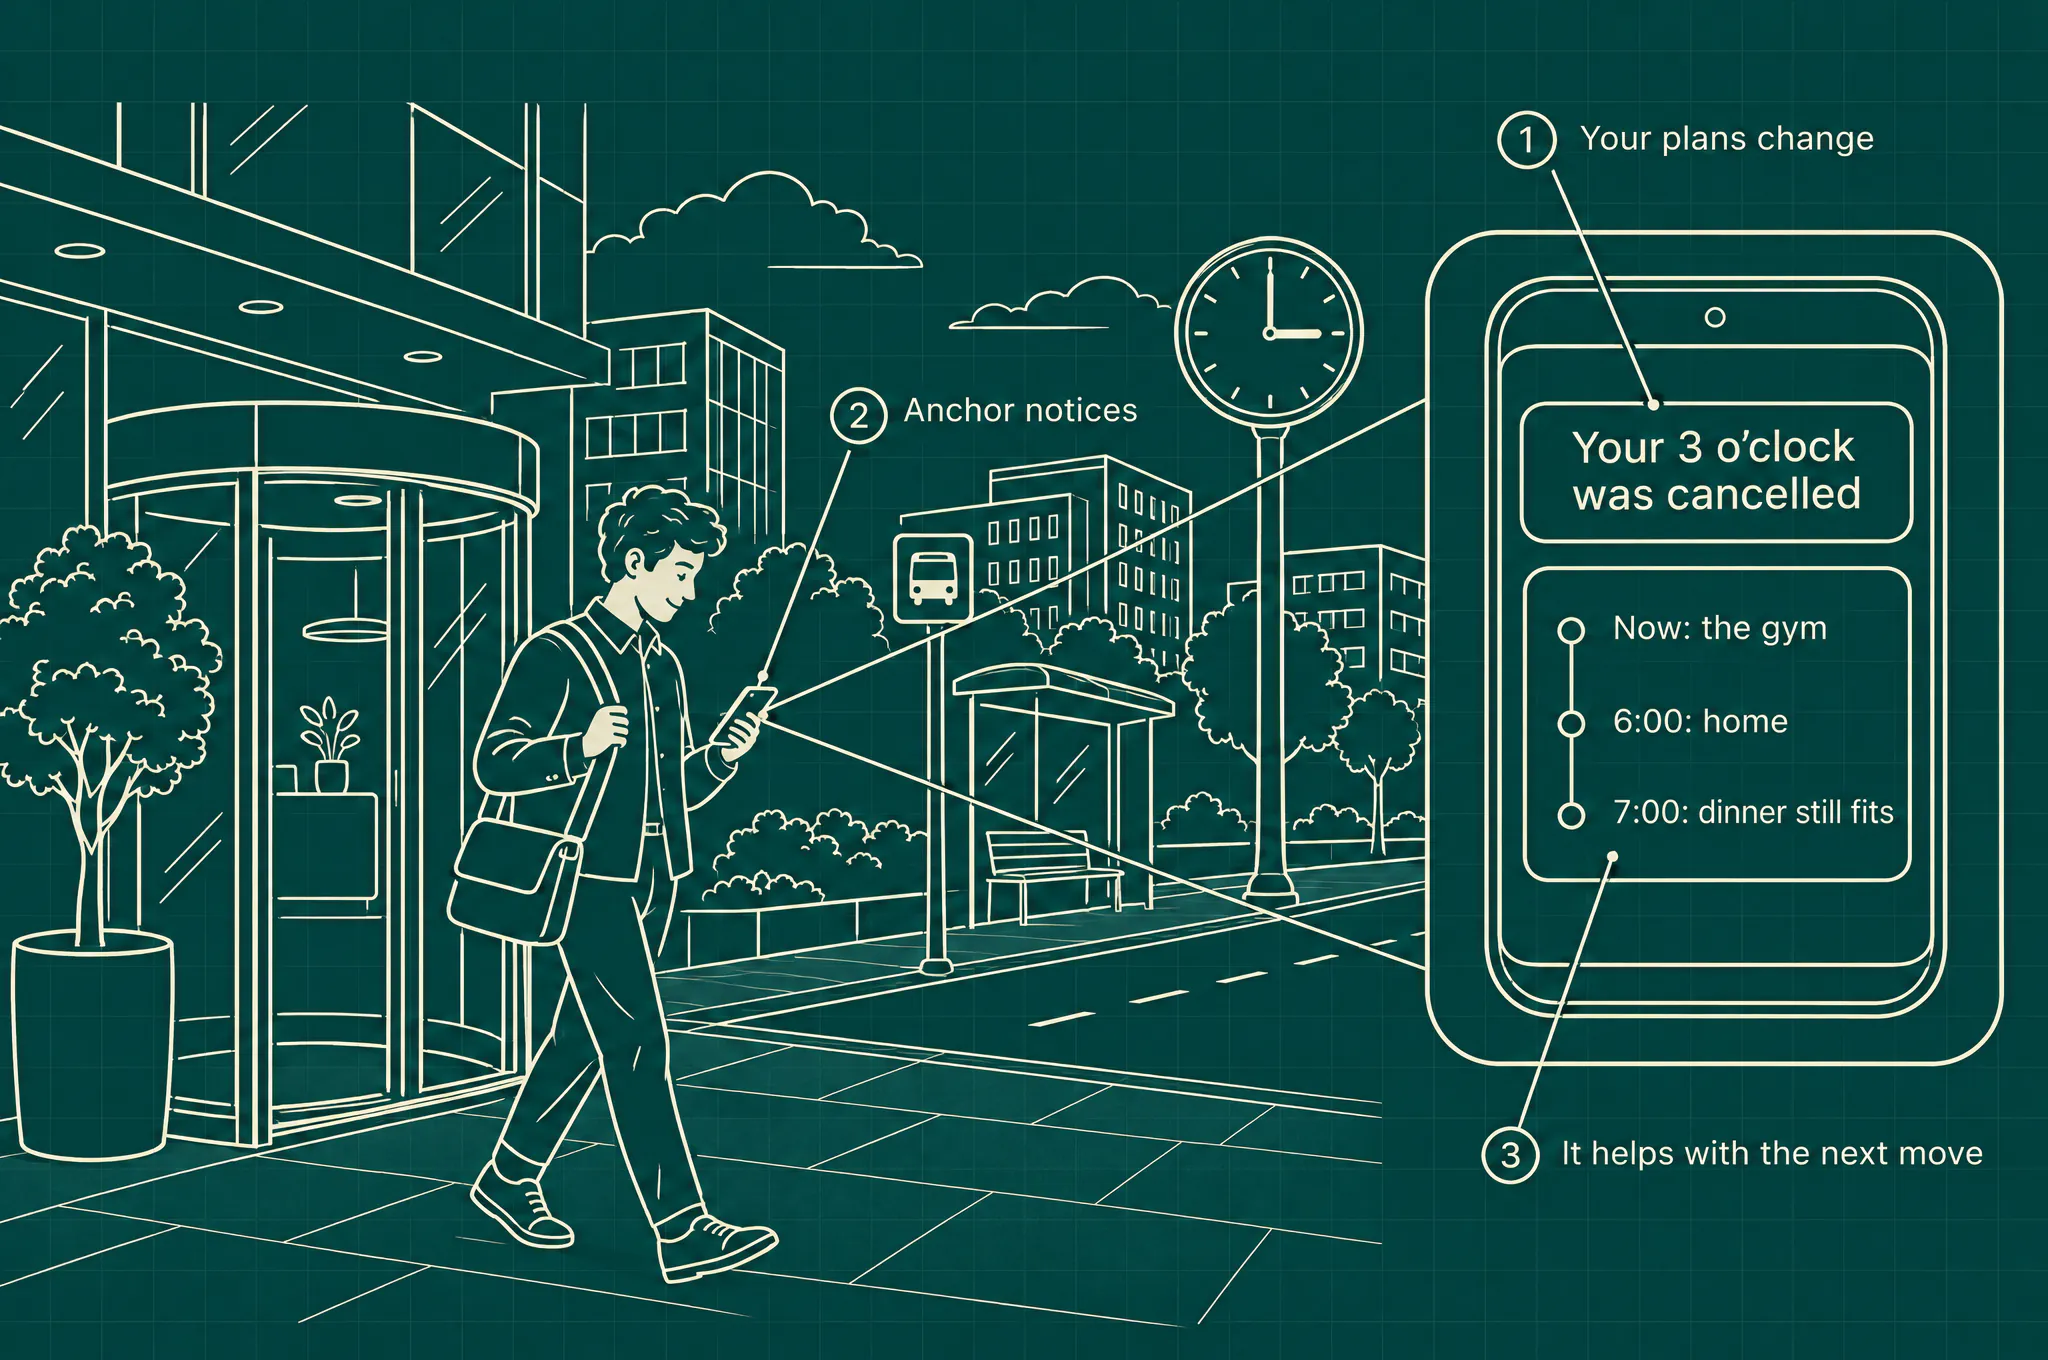 1 Your plans change
2 Anchor notices
Your 3 o’clock
was cancelled
Now: the gym
6:00: home
7:00: dinner still fits
3 It helps with the next move